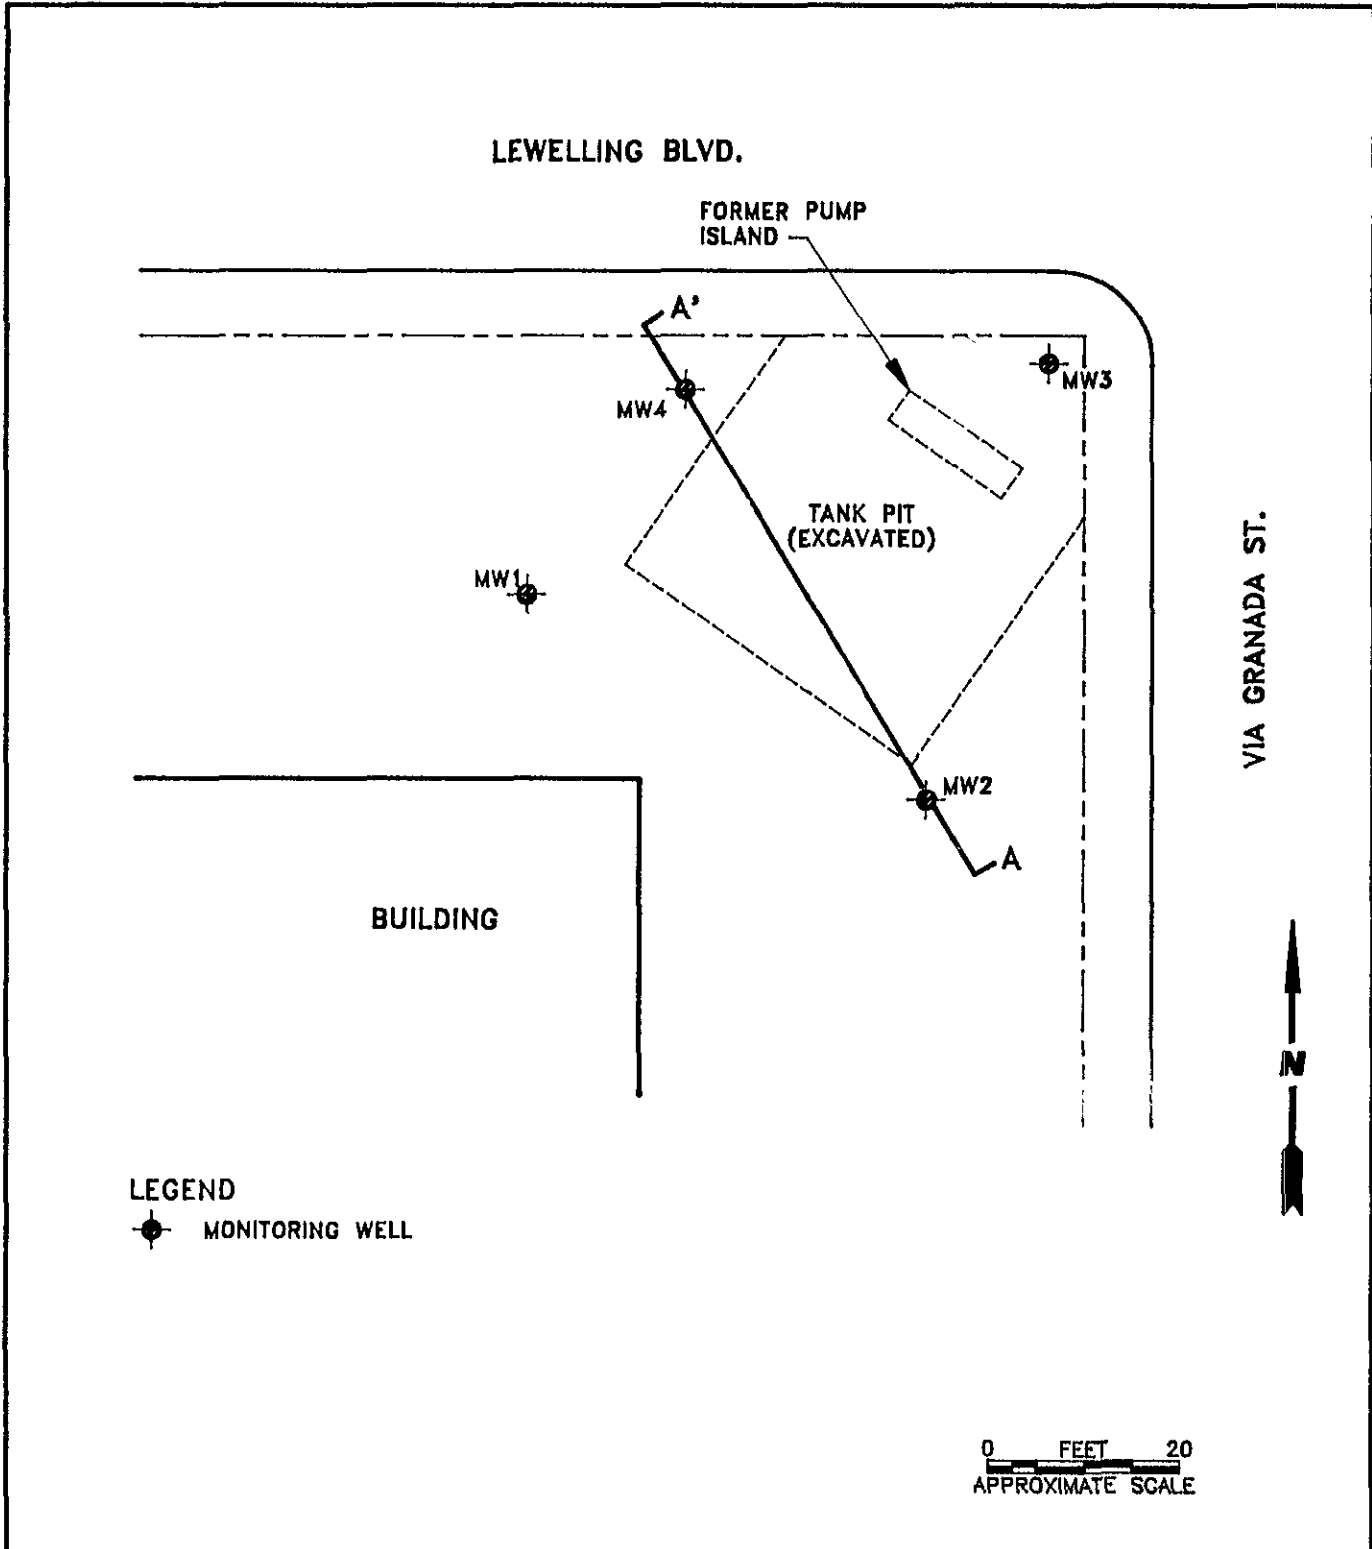 LEWELLING BLVD.
FORMER PUMP
ISLAND
A'
MW3
MW4
TANK PIT
(EXCAVATED)
VIA GRANADA ST.
MW1
MW2
A
BUILDING
N
LEGEND
MONITORING WELL
0 FEET 20
APPROXIMATE SCALE